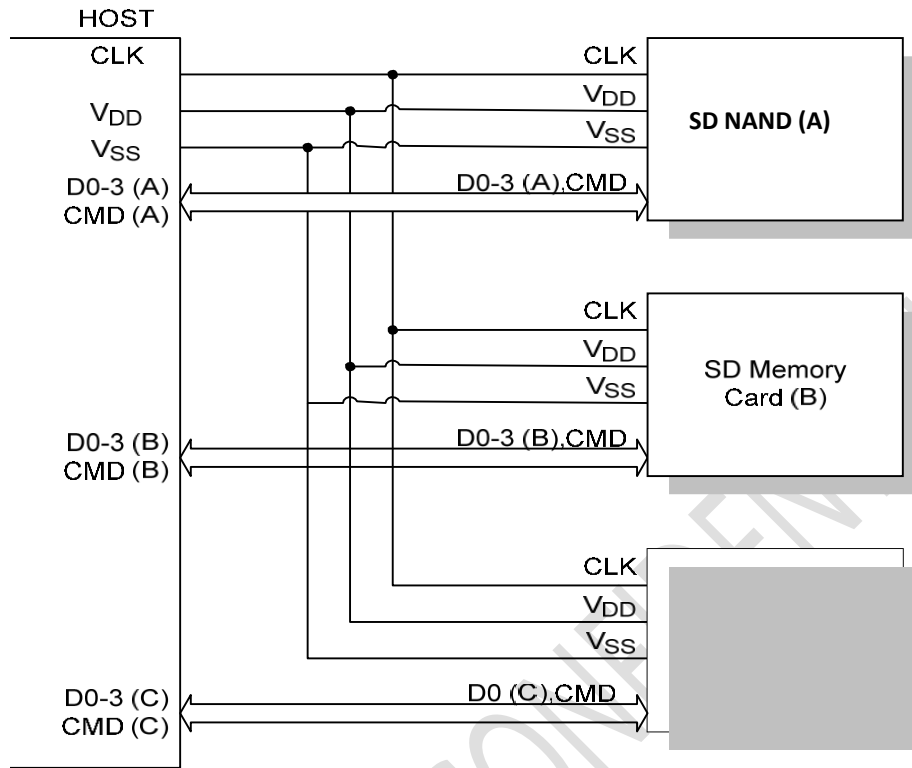 HOST
CLK
VDD
VSS
D0-3 (A)
CMD (A)
CLK
VDD
VSS
D0-3 (A),CMD
SD NAND (A)
D0-3 (B)
CMD (B)
CLK
VDD
VSS
D0-3 (B),CMD
SD Memory
Card (B)
D0-3 (C)
CMD (C)
CLK
VDD
VSS
D0 (C),CMD